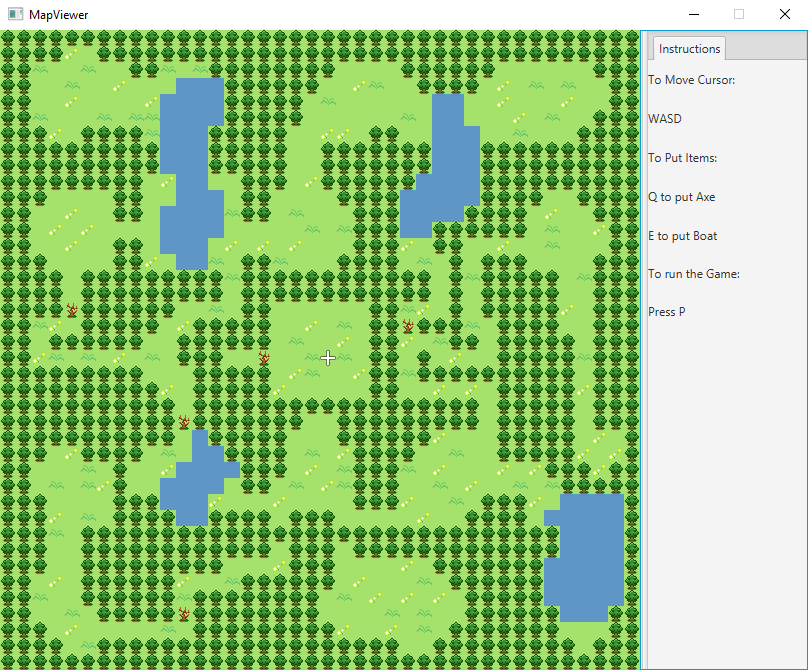 MapViewer
Instructions
To Move Cursor:
WASD
To Put Items:
Q to put Axe
E to put Boat
To run the Game:
Press P